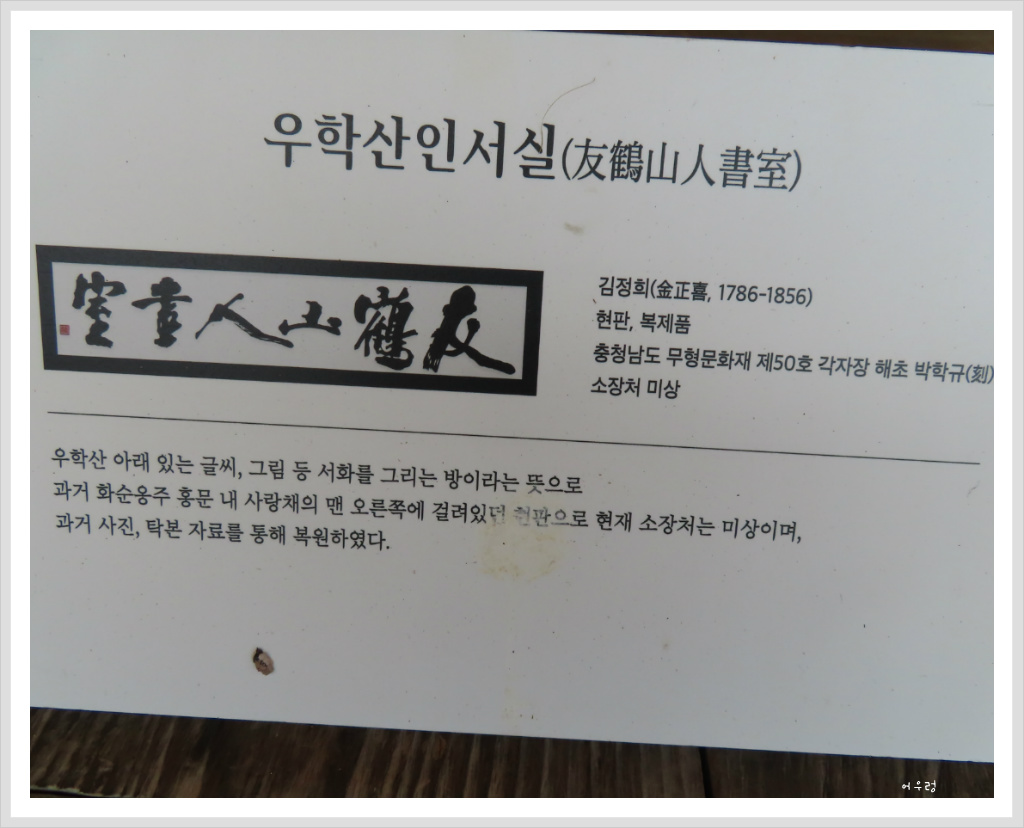 우학산인서실(友鶴山人書室)
室書人山鶴友
김정희(金正喜, 1786-1856)
현판, 복제품
충청남도 무형문화재 제50호 각자장 해초 박학규(刻)
소장처 미상
우학산 아래 있는 글씨, 그림 등 서화를 그리는 방이라는 뜻으로
과거 화순옹주 홍문 내 사랑채의 맨 오른쪽에 걸려있던 현판으로 현재 소장처는 미상이며,
과거 사진, 탁본 자료를 통해 복원하였다.
어우렁